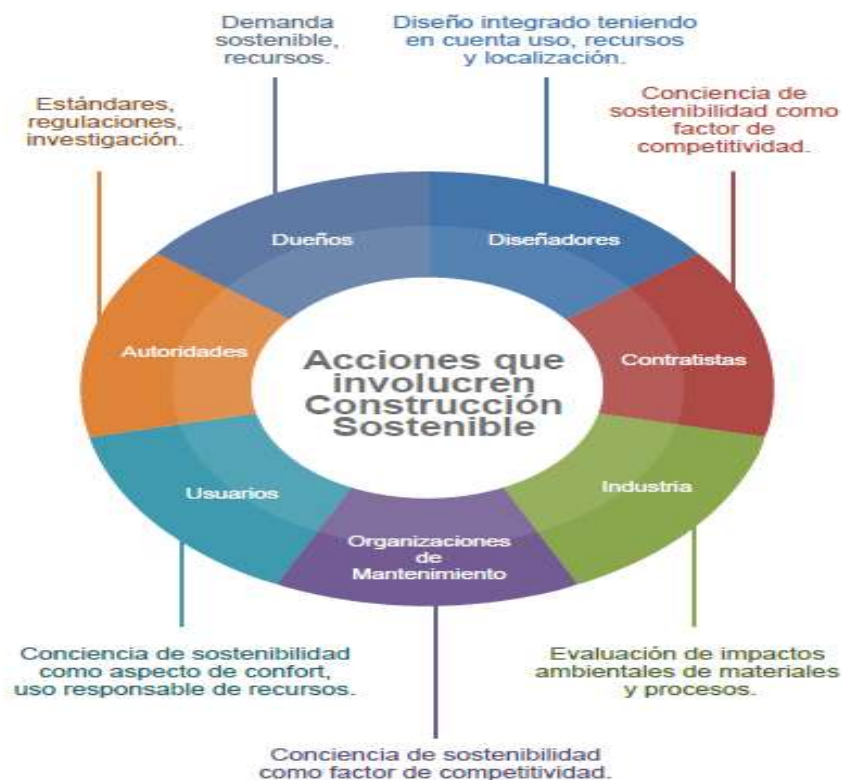 Demanda
sostenible,
recursos.
Diseño integrado teniendo
en cuenta uso, recursos
y localización.
Estándares,
regulaciones,
investigación.
Conciencia de
sostenibilidad como
factor de
competitividad.
Dueños
Diseñadores
Autoridades
Contratistas
Acciones que
involucren
Construcción
Sostenible
Usuarios
Industria
Organizaciones
de
Mantenimiento
Conciencia de sostenibilidad
como aspecto de confort,
uso responsable de recursos.
Evaluación de impactos
ambientales de materiales
y procesos.
Conciencia de sostenibilidad
como factor de competitividad.